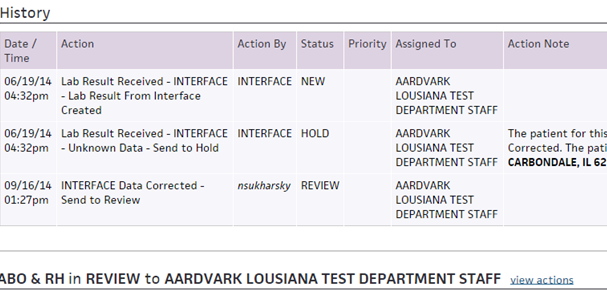 History
Date / Action Action By Status Priority Assigned To Action Note
Time
06/19/14 Lab Result Received - INTERFACE INTERFACE NEW AARDVARK
04:32pm - Lab Result From Interface LOUSIANA TEST
Created DEPARTMENT STAFF
06/19/14 Lab Result Received - INTERFACE INTERFACE HOLD AARDVARK The patient for this
04:32pm - Unknown Data - Send to Hold LOUSIANA TEST Corrected. The pati
DEPARTMENT STAFF CARBONDALE, IL 62
09/16/14 INTERFACE Data Corrected - nsukharsky REVIEW AARDVARK
01:27pm Send to Review LOUSIANA TEST
DEPARTMENT STAFF
ABO & RH in REVIEW to AARDVARK LOUSIANA TEST DEPARTMENT STAFF view actions